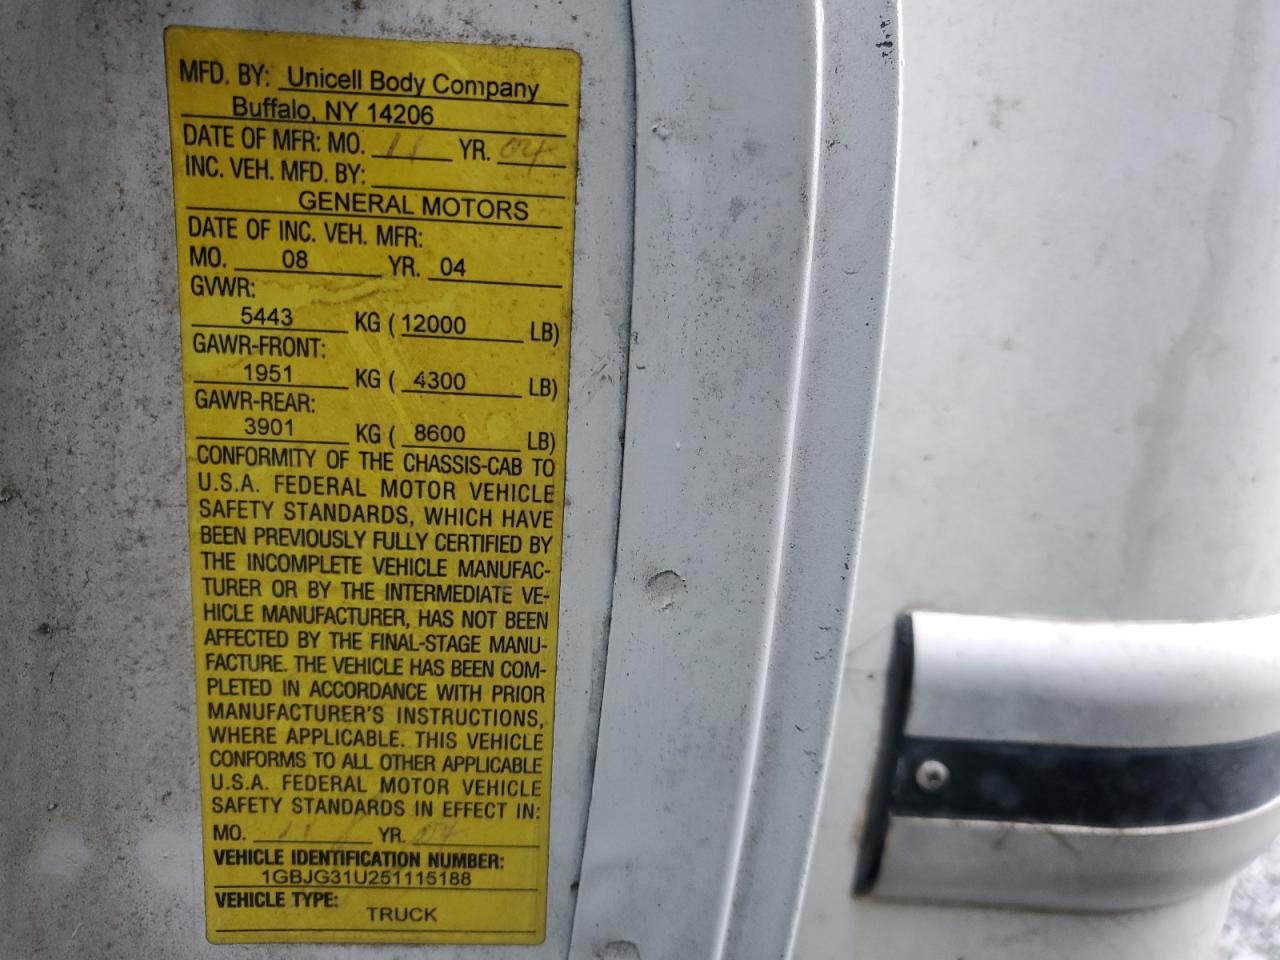 MFD. BY: Unicell Body Company
Buffalo, NY 14206
DATE OF MFR: MO. 11 YR. 04
INC. VEH. MFD. BY:
GENERAL MOTORS
DATE OF INC. VEH. MFR:
MO. 08 YR. 04
GVWR:
5443 KG ( 12000 LB)
GAWR-FRONT:
1951 KG ( 4300 LB)
GAWR-REAR:
3901 KG ( 8600 LB)
CONFORMITY OF THE CHASSIS-CAB TO
U.S.A. FEDERAL MOTOR VEHICLE
SAFETY STANDARDS, WHICH HAVE
BEEN PREVIOUSLY FULLY CERTIFIED BY
THE INCOMPLETE VEHICLE MANUFAC-
TURER OR BY THE INTERMEDIATE VE-
HICLE MANUFACTURER, HAS NOT BEEN
AFFECTED BY THE FINAL-STAGE MANU-
FACTURE. THE VEHICLE HAS BEEN COM-
PLETED IN ACCORDANCE WITH PRIOR
MANUFACTURER'S INSTRUCTIONS,
WHERE APPLICABLE. THIS VEHICLE
CONFORMS TO ALL OTHER APPLICABLE
U.S.A. FEDERAL MOTOR VEHICLE
SAFETY STANDARDS IN EFFECT IN:
MO. 11 YR. 04
VEHICLE IDENTIFICATION NUMBER:
1GBJG31U251115188
VEHICLE TYPE:
TRUCK